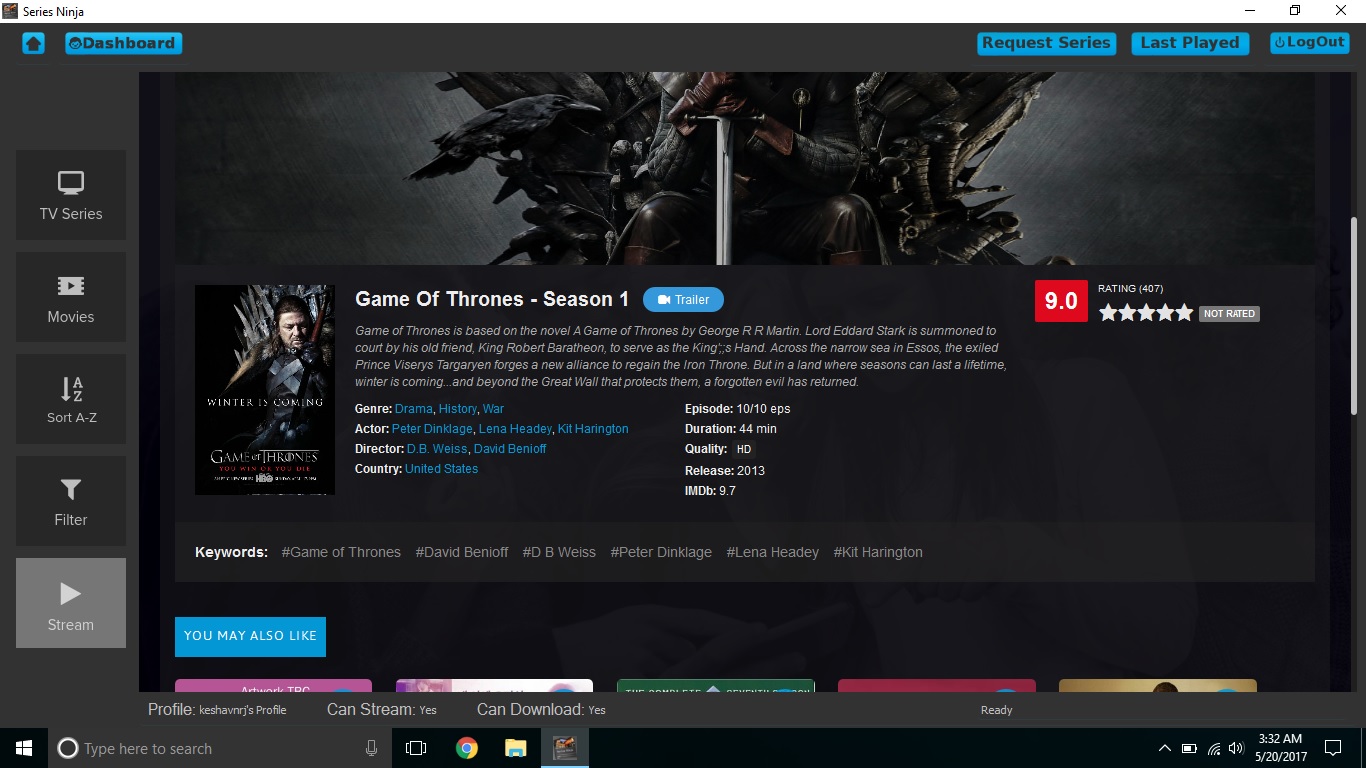 Series Ninja
Dashboard
Request Series
Last Played
LogOut
TV Series
Movies
Sort A-Z
Filter
Stream
WINTER IS COMING
GAME OF THRONES
YOU WIN OR YOU DIE
HBO
Game Of Thrones - Season 1
Trailer
Game of Thrones is based on the novel A Game of Thrones by George R R Martin. Lord Eddard Stark is summoned to
court by his old friend, King Robert Baratheon, to serve as the King';;s Hand. Across the narrow sea in Essos, the exiled
Prince Viserys Targaryen forges a new alliance to regain the Iron Throne. But in a land where seasons can last a lifetime,
winter is coming...and beyond the Great Wall that protects them, a forgotten evil has returned.
Genre: Drama, History, War
Actor: Peter Dinklage, Lena Headey, Kit Harington
Director: D.B. Weiss, David Benioff
Country: United States
Episode: 10/10 eps
Duration: 44 min
Quality: HD
Release: 2013
IMDb: 9.7
9.0
RATING (407)
NOT RATED
Keywords: #Game of Thrones #David Benioff #D B Weiss #Peter Dinklage #Lena Headey #Kit Harington
YOU MAY ALSO LIKE
Artwork TBC
THE COMPLETE SEVENTH SEASON
Profile: keshavnrj's Profile
Can Stream: Yes
Can Download: Yes
Ready
Type here to search
3:32 AM
5/20/2017